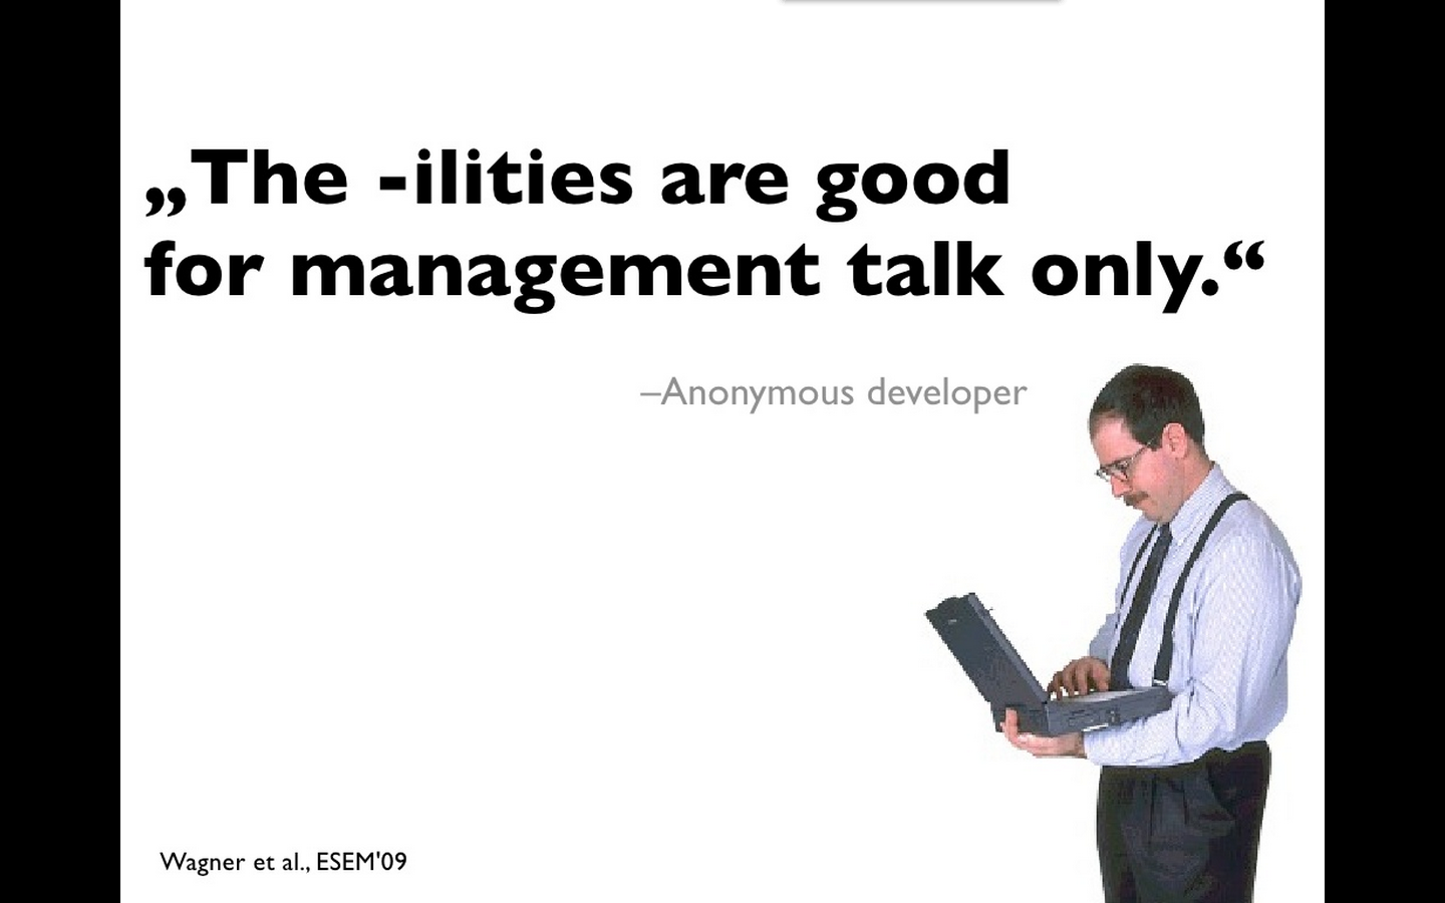 „The -ilities are good
for management talk only.“
–Anonymous developer
Wagner et al., ESEM'09